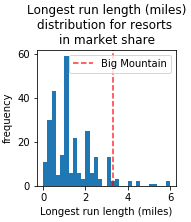 Longest run length (miles)
distribution for resorts
in market share
Big Mountain
frequency
60
40
20
0
0
2
4
6
Longest run length (miles)